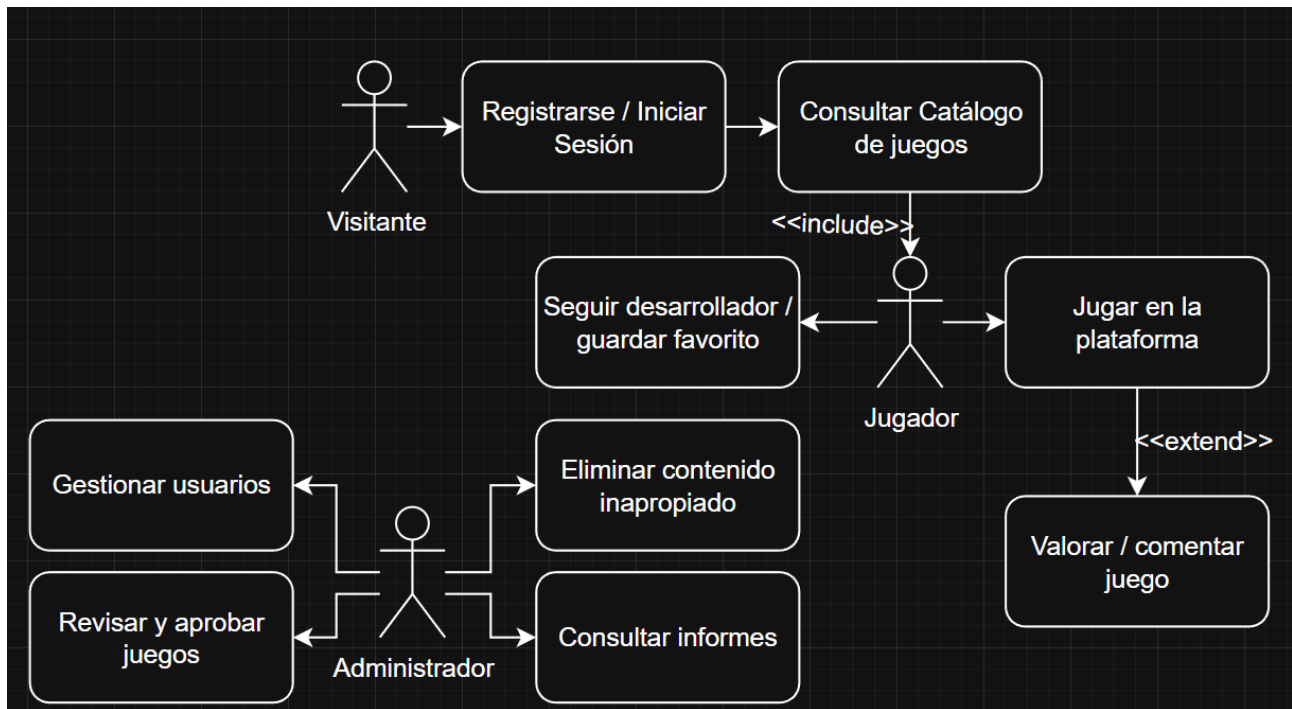 Registrarse / Iniciar
Sesión
Consultar Catálogo
de juegos
Visitante
<<include>>
Seguir desarrollador /
guardar favorito
Jugar en la
plataforma
Jugador
<<extend>>
Gestionar usuarios
Eliminar contenido
inapropiado
Valorar / comentar
juego
Revisar y aprobar
juegos
Consultar informes
Administrador